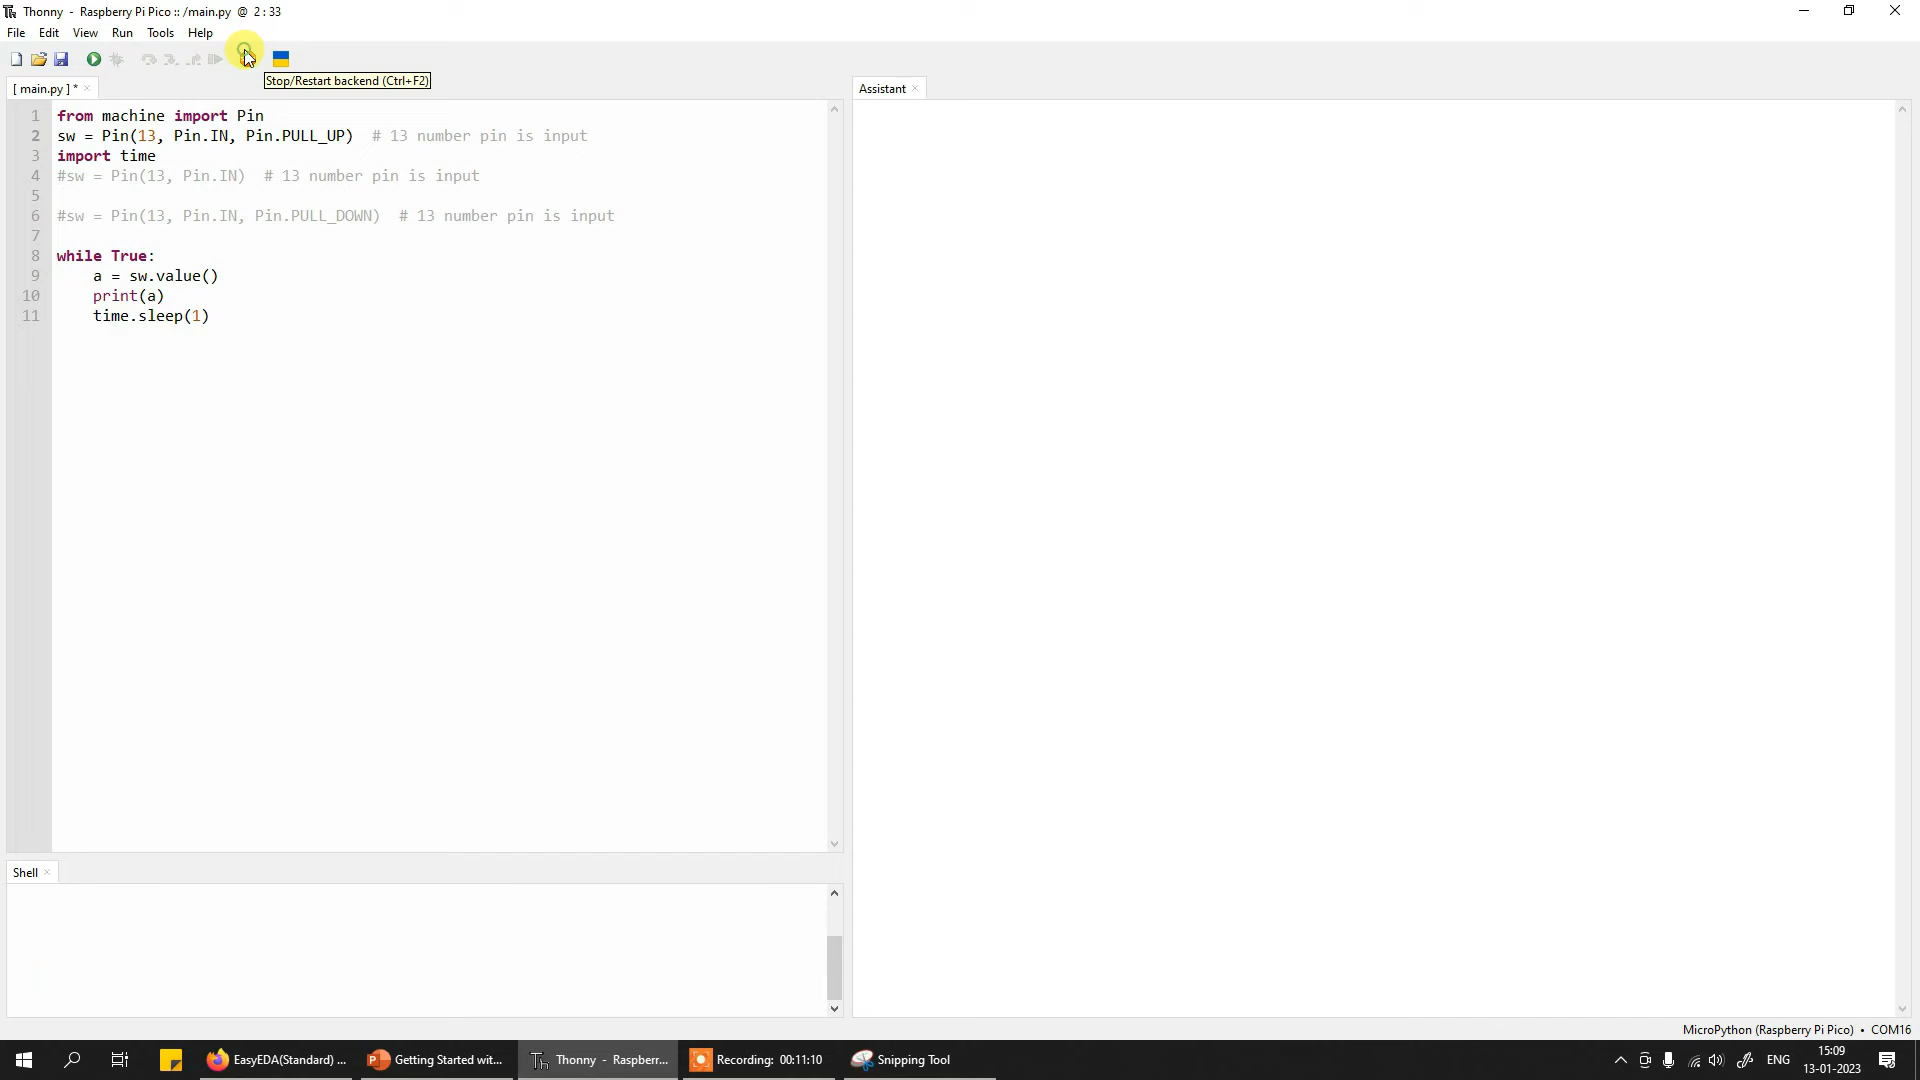 Thonny - Raspberry Pi Pico :: /main.py @ 2 : 33
File Edit View Run Tools Help
Stop/Restart backend (Ctrl+F2)
[ main.py ] *
Assistant
1 from machine import Pin
2 sw = Pin(13, Pin.IN, Pin.PULL_UP)  # 13 number pin is input
3 import time
4 #sw = Pin(13, Pin.IN)  # 13 number pin is input
5
6 #sw = Pin(13, Pin.IN, Pin.PULL_DOWN)  # 13 number pin is input
7
8 while True:
9     a = sw.value()
10     print(a)
11     time.sleep(1)
Shell
MicroPython (Raspberry Pi Pico) • COM16
EasyEDA(Standard) ... Getting Started wit... Thonny - Raspberr... Recording: 00:11:10 Snipping Tool ENG 15:09
13-01-2023